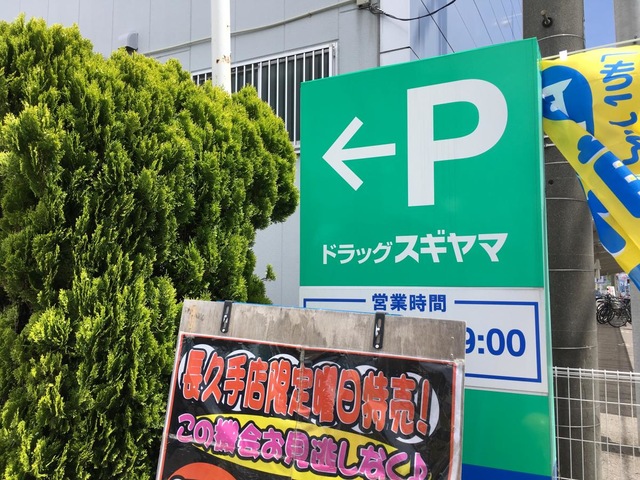 ←P
ドラッグスギヤマ
営業時間
9:00
長久手店限定曜日特売!
この機会お見逃しなく♪